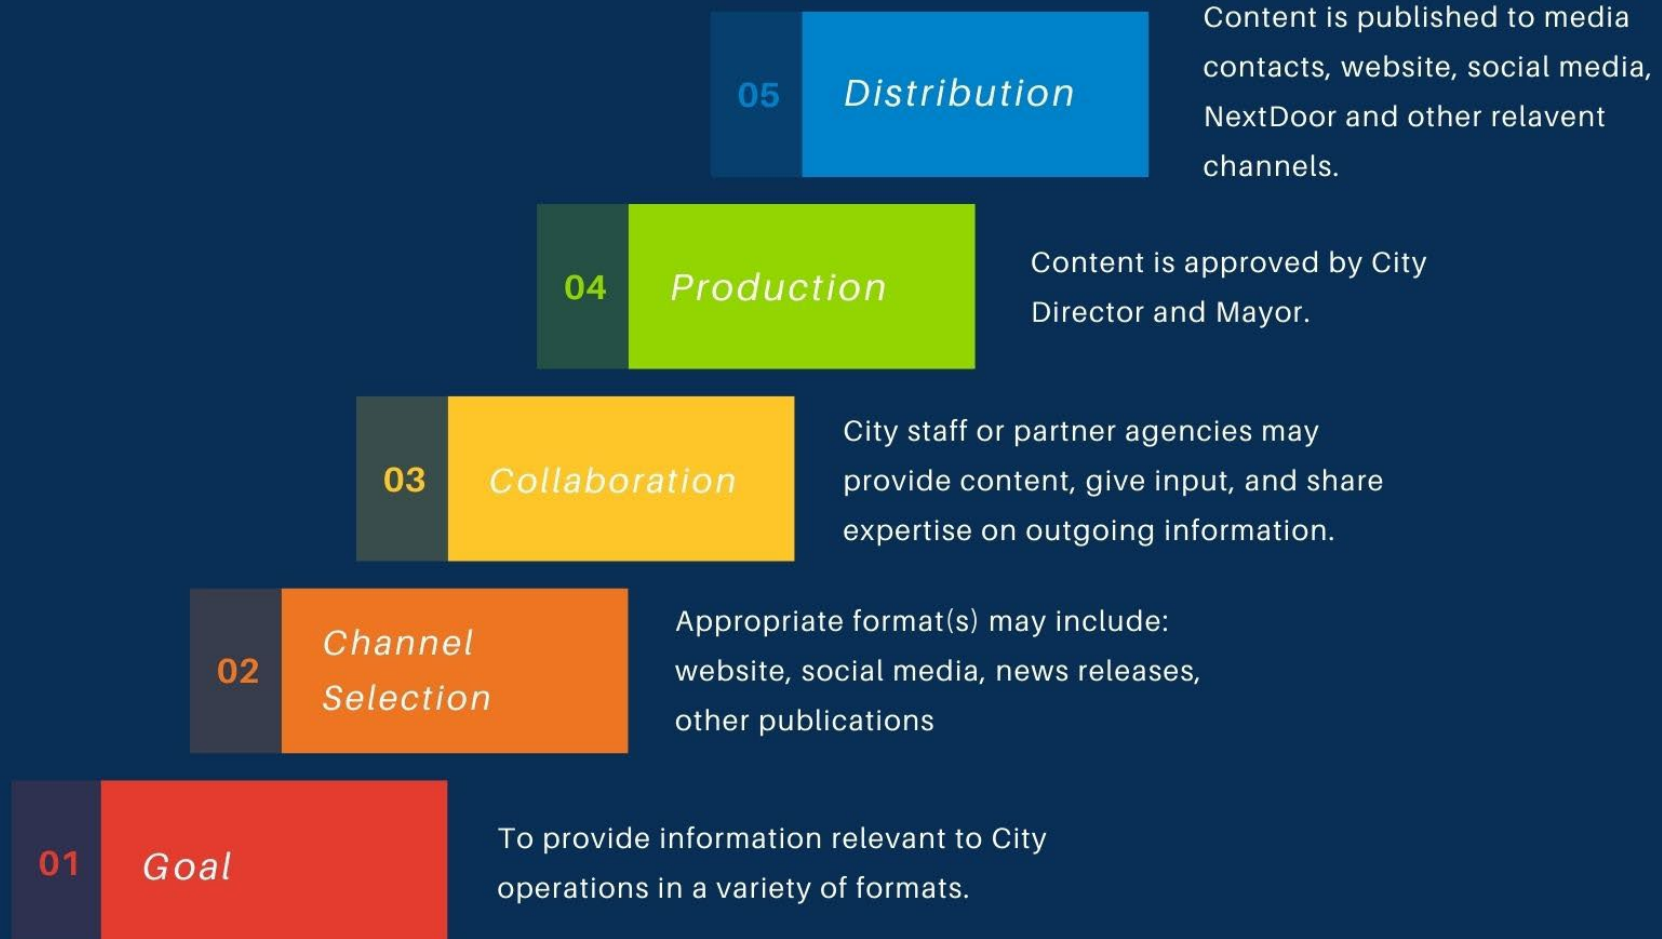 05
Distribution
Content is published to media
contacts, website, social media,
NextDoor and other relavent
channels.
04
Production
Content is approved by City
Director and Mayor.
03
Collaboration
City staff or partner agencies may
provide content, give input, and share
expertise on outgoing information.
02
Channel
Selection
Appropriate format(s) may include:
website, social media, news releases,
other publications
01
Goal
To provide information relevant to City
operations in a variety of formats.